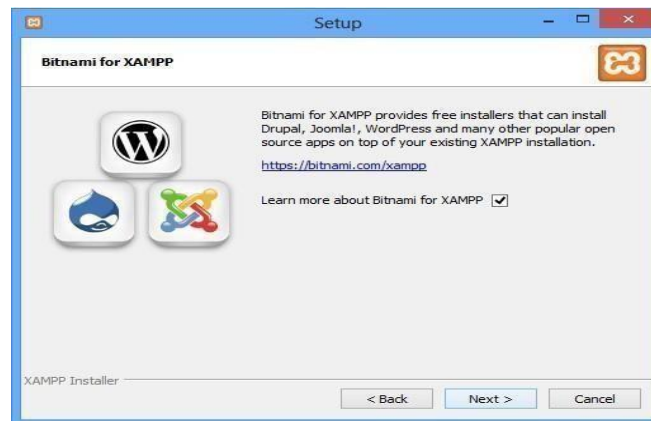 Setup
Bitnami for XAMPP
Bitnami for XAMPP provides free installers that can install
Drupal, Joomla!, WordPress and many other popular open
source apps on top of your existing XAMPP installation.
https://bitnami.com/xampp
Learn more about Bitnami for XAMPP
XAMPP Installer
< Back
Next >
Cancel